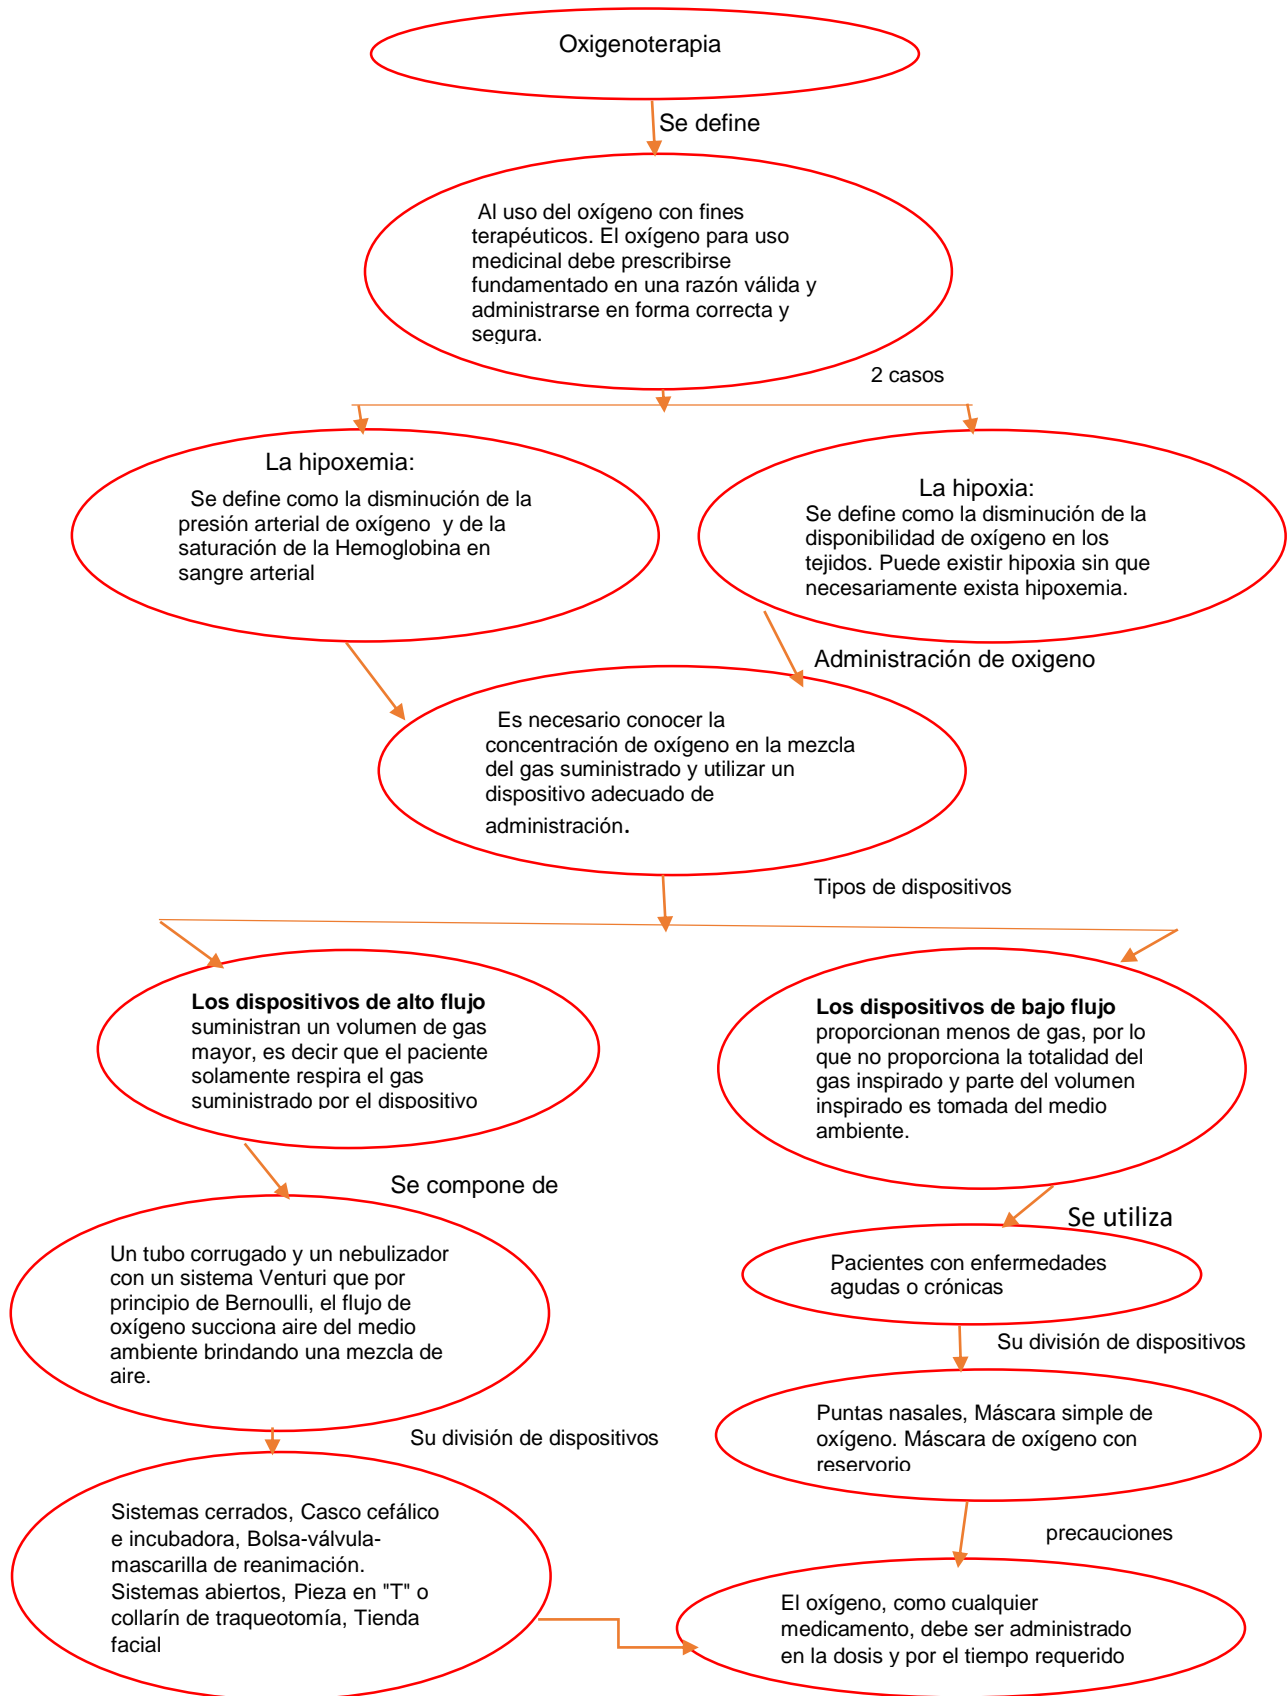 Oxigenoterapia
Se define
Al uso del oxígeno con fines
terapéuticos. El oxígeno para uso
medicinal debe prescribirse
fundamentado en una razón válida y
administrarse en forma correcta y
segura.
2 casos
La hipoxemia:
Se define como la disminución de la
presión arterial de oxígeno y de la
saturación de la Hemoglobina en
sangre arterial
La hipoxia:
Se define como la disminución de la
disponibilidad de oxígeno en los
tejidos. Puede existir hipoxia sin que
necesariamente exista hipoxemia.
Administración de oxigeno
Es necesario conocer la
concentración de oxígeno en la mezcla
del gas suministrado y utilizar un
dispositivo adecuado de
administración.
Tipos de dispositivos
Los dispositivos de alto flujo
suministran un volumen de gas
mayor, es decir que el paciente
solamente respira el gas
suministrado por el dispositivo
Los dispositivos de bajo flujo
proporcionan menos de gas, por lo
que no proporciona la totalidad del
gas inspirado y parte del volumen
inspirado es tomada del medio
ambiente.
Se compone de
Se utiliza
Un tubo corrugado y un nebulizador
con un sistema Venturi que por
principio de Bernoulli, el flujo de
oxígeno succiona aire del medio
ambiente brindando una mezcla de
aire.
Pacientes con enfermedades
agudas o crónicas
Su división de dispositivos
Puntas nasales, Máscara simple de
oxígeno. Máscara de oxígeno con
reservorio
Su división de dispositivos
Sistemas cerrados, Casco cefálico
e incubadora, Bolsa-válvula-
mascarilla de reanimación.
Sistemas abiertos, Pieza en "T" o
collarín de traqueotomía, Tienda
facial
precauciones
El oxígeno, como cualquier
medicamento, debe ser administrado
en la dosis y por el tiempo requerido